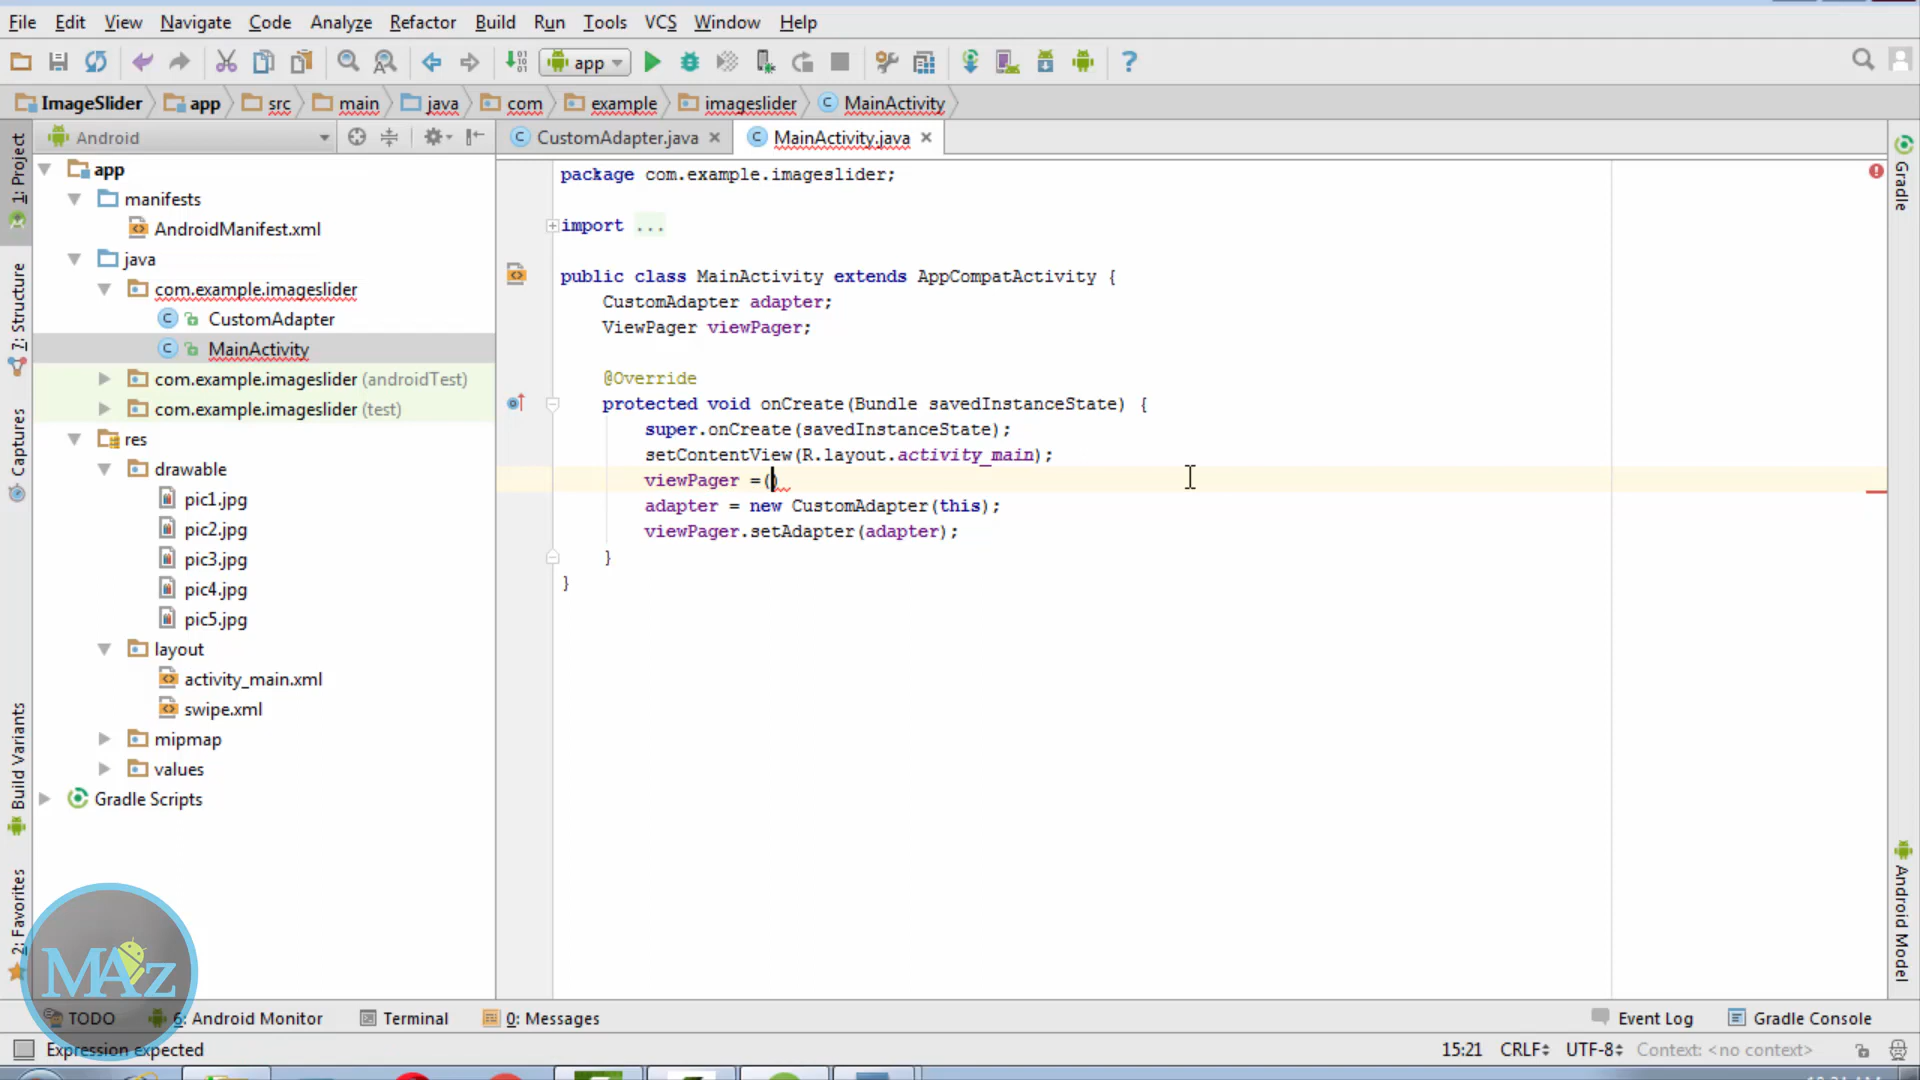 File Edit View Navigate Code Analyze Refactor Build Run Tools VCS Window Help
app
ImageSlider app src main java com example imageslider MainActivity
Android
CustomAdapter.java MainActivity.java
1: Project
7: Structure
Captures
Build Variants
2: Favorites
app
manifests
AndroidManifest.xml
java
com.example.imageslider
CustomAdapter
MainActivity
com.example.imageslider (androidTest)
com.example.imageslider (test)
res
drawable
pic1.jpg
pic2.jpg
pic3.jpg
pic4.jpg
pic5.jpg
layout
activity_main.xml
swipe.xml
mipmap
values
Gradle Scripts
package com.example.imageslider;
import ...
public class MainActivity extends AppCompatActivity {
CustomAdapter adapter;
ViewPager viewPager;
@Override
protected void onCreate(Bundle savedInstanceState) {
super.onCreate(savedInstanceState);
setContentView(R.layout.activity_main);
viewPager =()
adapter = new CustomAdapter(this);
viewPager.setAdapter(adapter);
}
}
Gradle
Android Model
MAz
TODO 6: Android Monitor Terminal 0: Messages Event Log Gradle Console
Expression expected 15:21 CRLF UTF-8 Context: <no context>